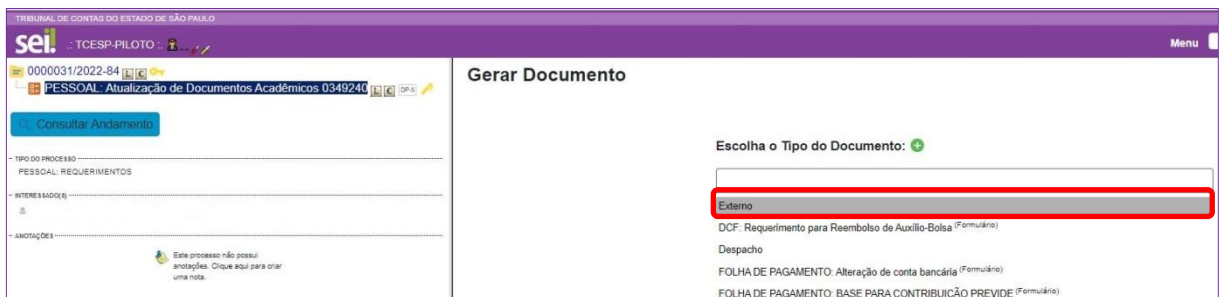 TRIBUNAL DE CONTAS DO ESTADO DE SÃO PAULO
sei! .: TCESP-PILOTO :.
Menu
0000031/2022-84 L C
PESSOAL: Atualização de Documentos Acadêmicos 0349240 L C DP-5
Consultar Andamento
TIPO DO PROCESSO
PESSOAL: REQUERIMENTOS
INTERESSADO(S)
ANOTAÇÕES
Este processo não possui
anotações. Clique aqui para criar
uma nota.
Gerar Documento
Escolha o Tipo do Documento:
Externo
DCF: Requerimento para Reembolso de Auxílio-Bolsa (Formulário)
Despacho
FOLHA DE PAGAMENTO: Alteração de conta bancária (Formulário)
FOLHA DE PAGAMENTO: BASE PARA CONTRIBUIÇÃO PREVIDE (Formulário)